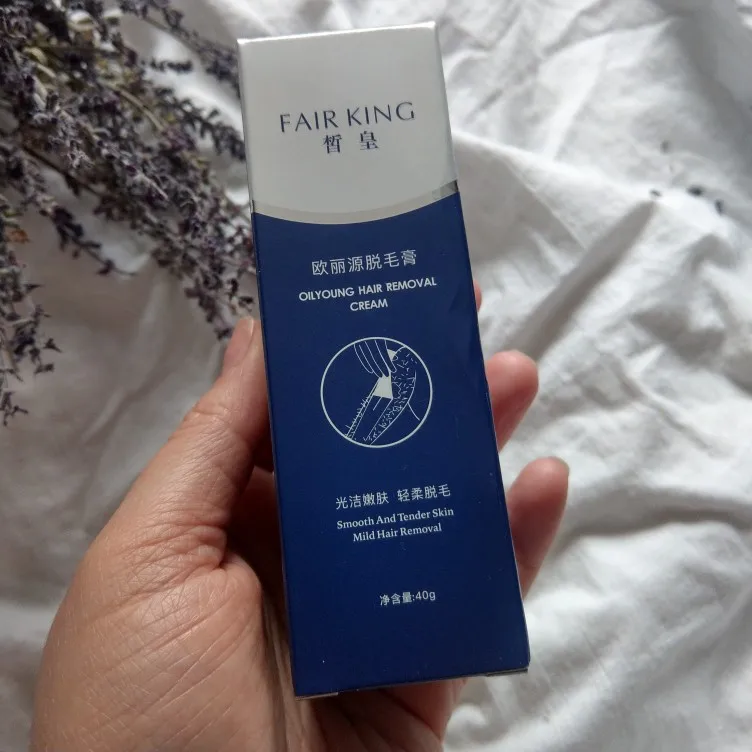 FAIR KING
皙皇
欧丽源脱毛膏
OILYOUNG HAIR REMOVAL
CREAM
光洁嫩肤 轻柔脱毛
Smooth And Tender Skin
Mild Hair Removal
净含量:40g